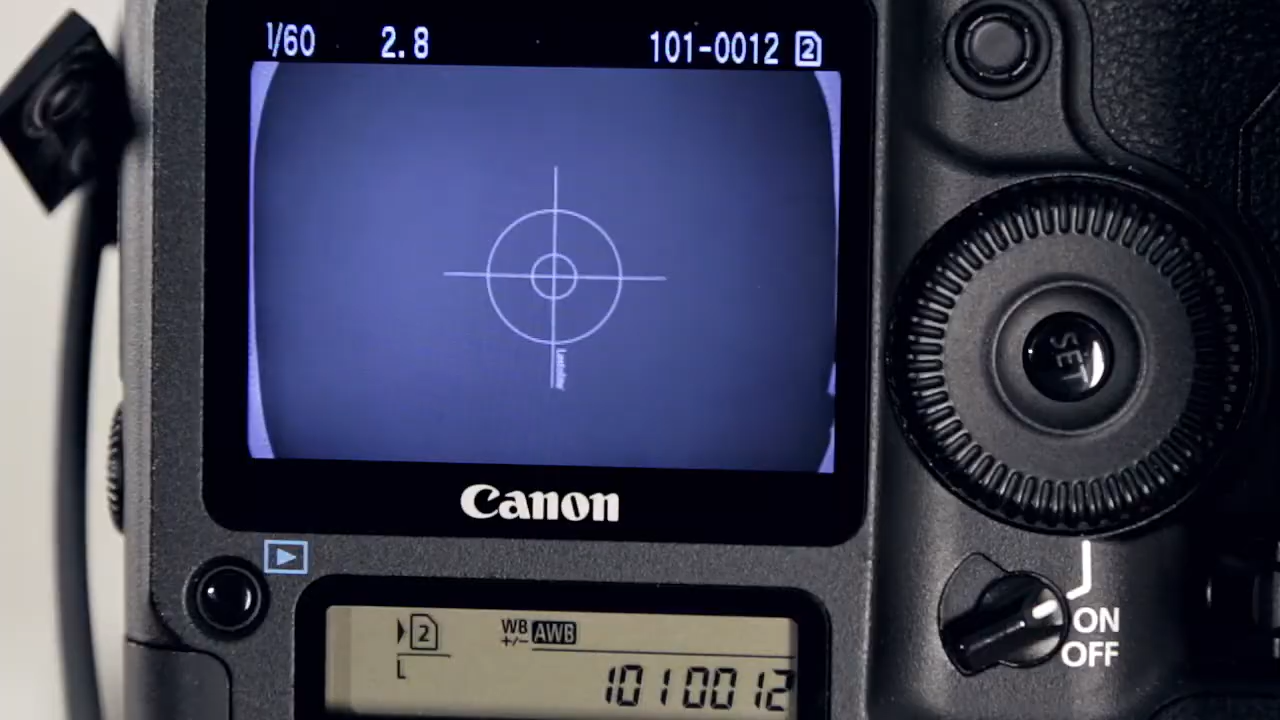 1/60 2.8 101-0012 2
Canon
SET
2 WB +/- AWB
L 1010012
ON
OFF